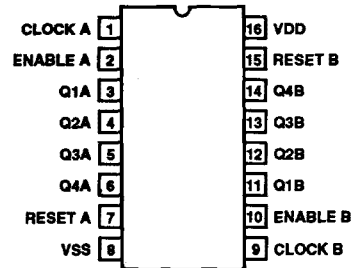 CLOCK A 1 16 VDD
ENABLE A 2 15 RESET B
Q1A 3 14 Q4B
Q2A 4 13 Q3B
Q3A 5 12 Q2B
Q4A 6 11 Q1B
RESET A 7 10 ENABLE B
VSS 8 9 CLOCK B